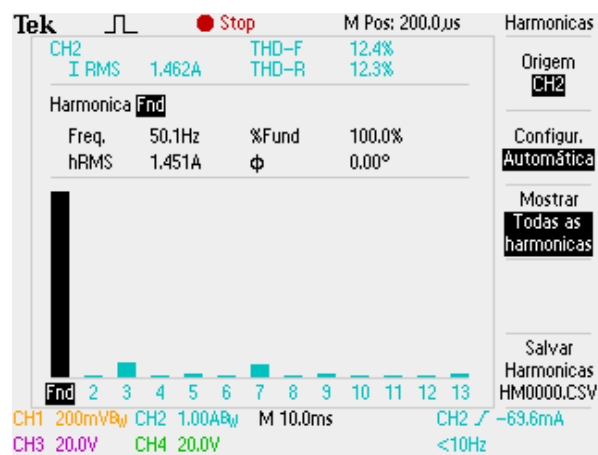 Tek Stop M Pos: 200.0µs Harmonicas
CH2 THD-F 12.4%
I RMS 1.462A THD-R 12.3%
Origem
CH2
Harmonica Fnd
Freq. 50.1Hz %Fund 100.0%
hRMS 1.451A ϕ 0.00°
Configur.
Automática
Mostrar
Todas as
harmonicas
Salvar
Harmonicas
HM0000.CSV
Fnd 2 3 4 5 6 7 8 9 10 11 12 13
CH1 200mVBW CH2 1.00ABW M 10.0ms CH2 -69.6mA
CH3 20.0V CH4 20.0V <10Hz